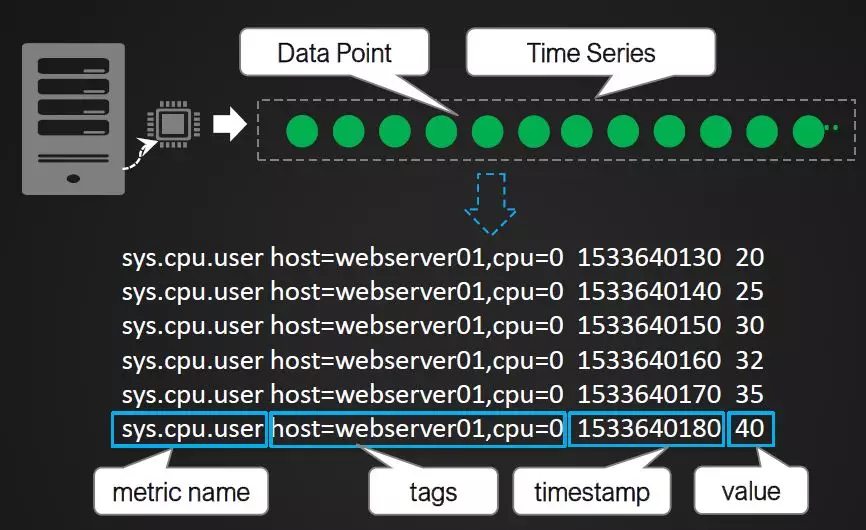 Data Point
Time Series
sys.cpu.user host=webserver01,cpu=0 1533640130 20
sys.cpu.user host=webserver01,cpu=0 1533640140 25
sys.cpu.user host=webserver01,cpu=0 1533640150 30
sys.cpu.user host=webserver01,cpu=0 1533640160 32
sys.cpu.user host=webserver01,cpu=0 1533640170 35
sys.cpu.user host=webserver01,cpu=0 1533640180 40
metric name
tags
timestamp
value